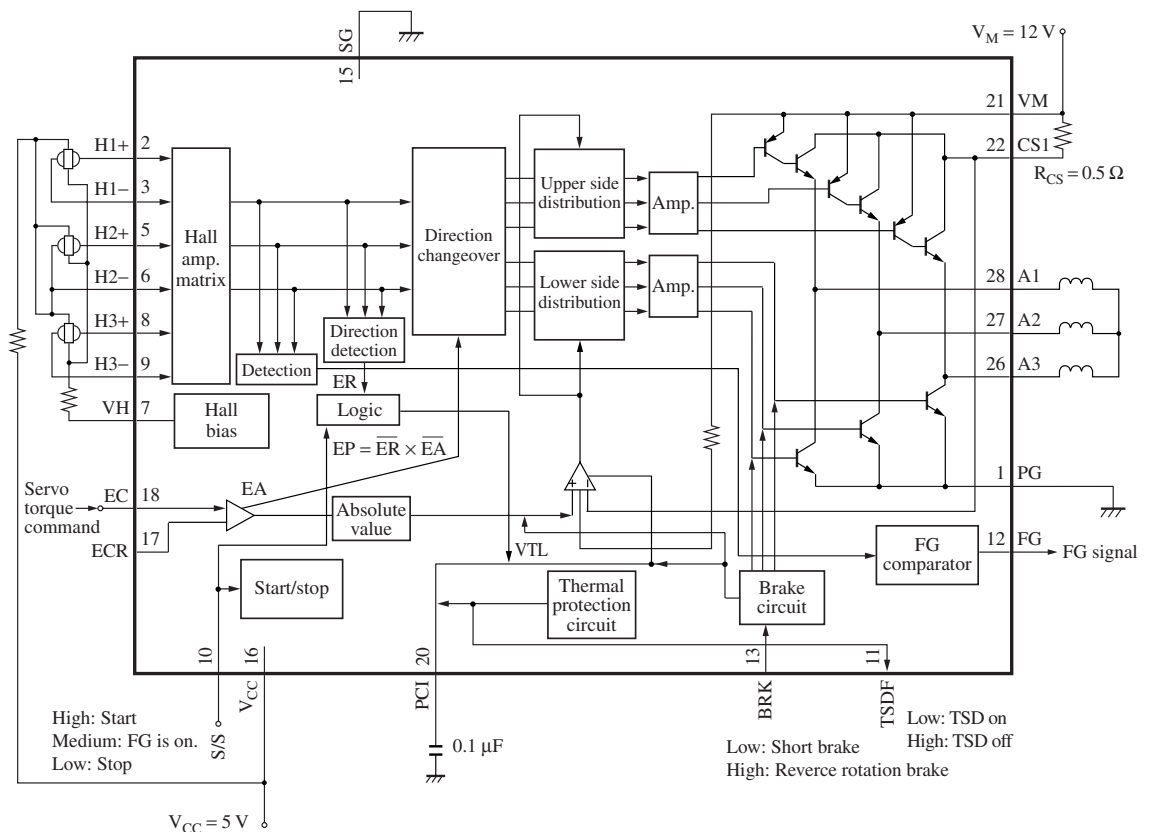 SG
15
V_M = 12 V
21 VM
22 CS1
R_CS = 0.5 Ω
H1+ 2
H1− 3
H2+ 5
H2− 6
H3+ 8
H3− 9
VH 7
Hall
amp.
matrix
Hall
bias
Direction
changeover
Upper side
distribution
Amp.
Lower side
distribution
Amp.
28 A1
27 A2
26 A3
Direction
detection
Detection
ER
Logic
EP = \overline{ER} × \overline{EA}
Servo
torque
command
EC 18
ECR 17
EA
Absolute
value
+ −
1 PG
VTL
12 FG
FG signal
FG
comparator
Start/stop
Thermal
protection
circuit
Brake
circuit
10
16
20
13
11
S/S
V_CC
PCI
BRK
TSDF
High: Start
Medium: FG is on.
Low: Stop
0.1 µF
Low: TSD on
High: TSD off
Low: Short brake
High: Reverce rotation brake
V_CC = 5 V